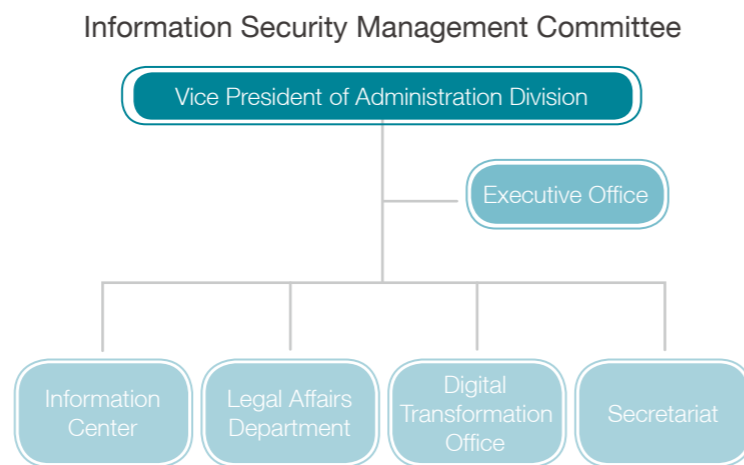 Information Security Management Committee
Vice President of Administration Division
Executive Office
Information
Center
Legal Affairs
Department
Digital
Transformation
Office
Secretariat